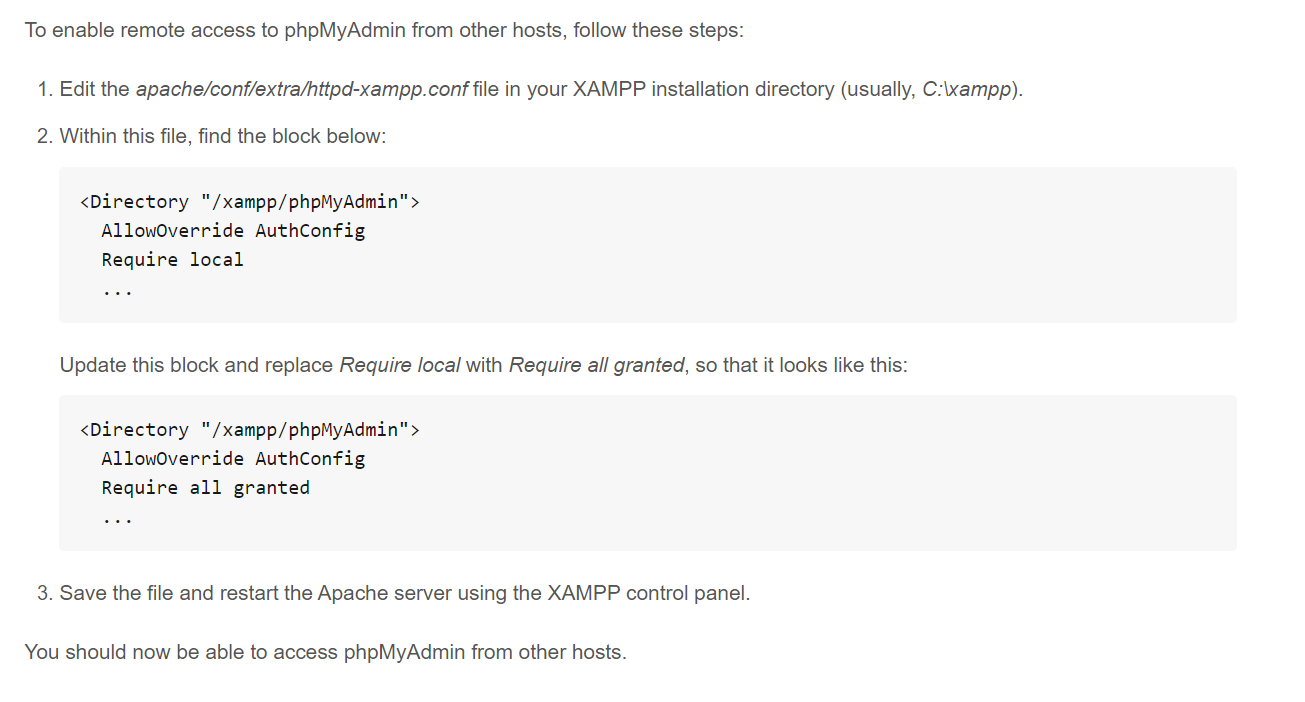 To enable remote access to phpMyAdmin from other hosts, follow these steps:
1. Edit the apache/conf/extra/httpd-xampp.conf file in your XAMPP installation directory (usually, C:\xampp).
2. Within this file, find the block below:
<Directory "/xampp/phpMyAdmin">
  AllowOverride AuthConfig
  Require local
  ...
Update this block and replace Require local with Require all granted, so that it looks like this:
<Directory "/xampp/phpMyAdmin">
  AllowOverride AuthConfig
  Require all granted
  ...
3. Save the file and restart the Apache server using the XAMPP control panel.
You should now be able to access phpMyAdmin from other hosts.